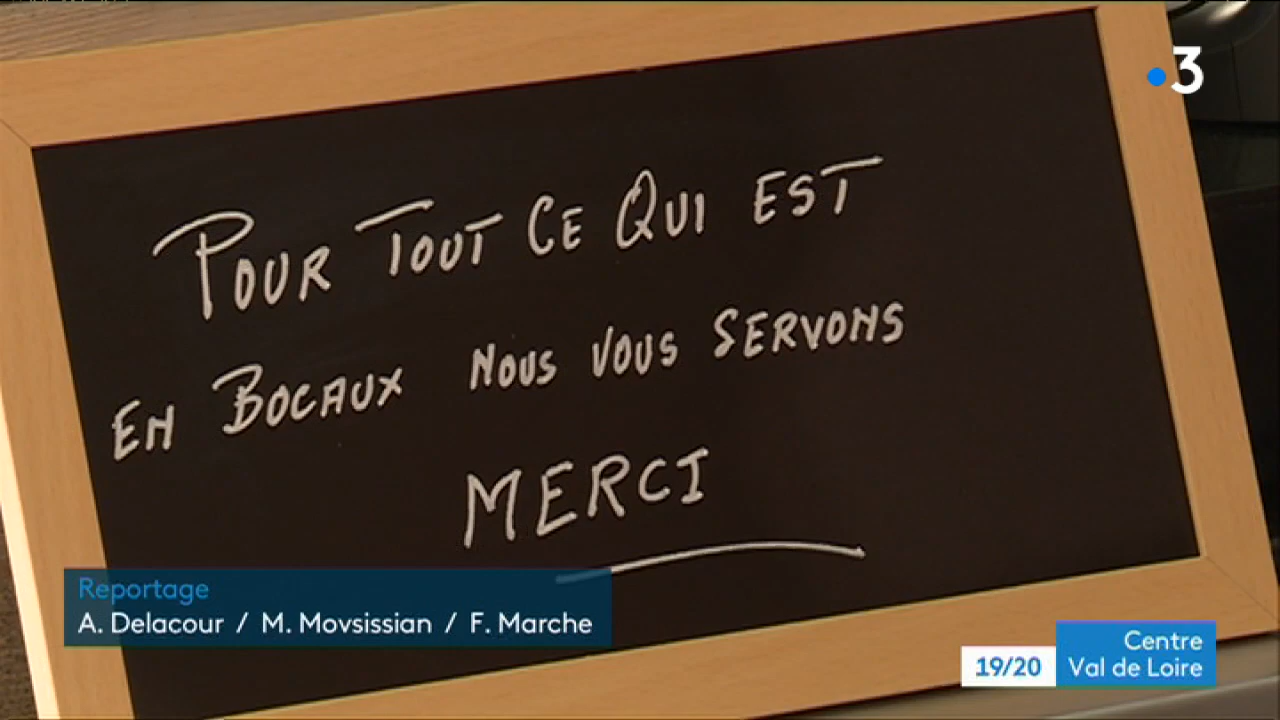 3
POUR TOUT CE QUI EST
EN BOCAUX NOUS VOUS SERVONS
MERCI
Reportage
A. Delacour / M. Movsissian / F. Marche
19/20
Centre
Val de Loire